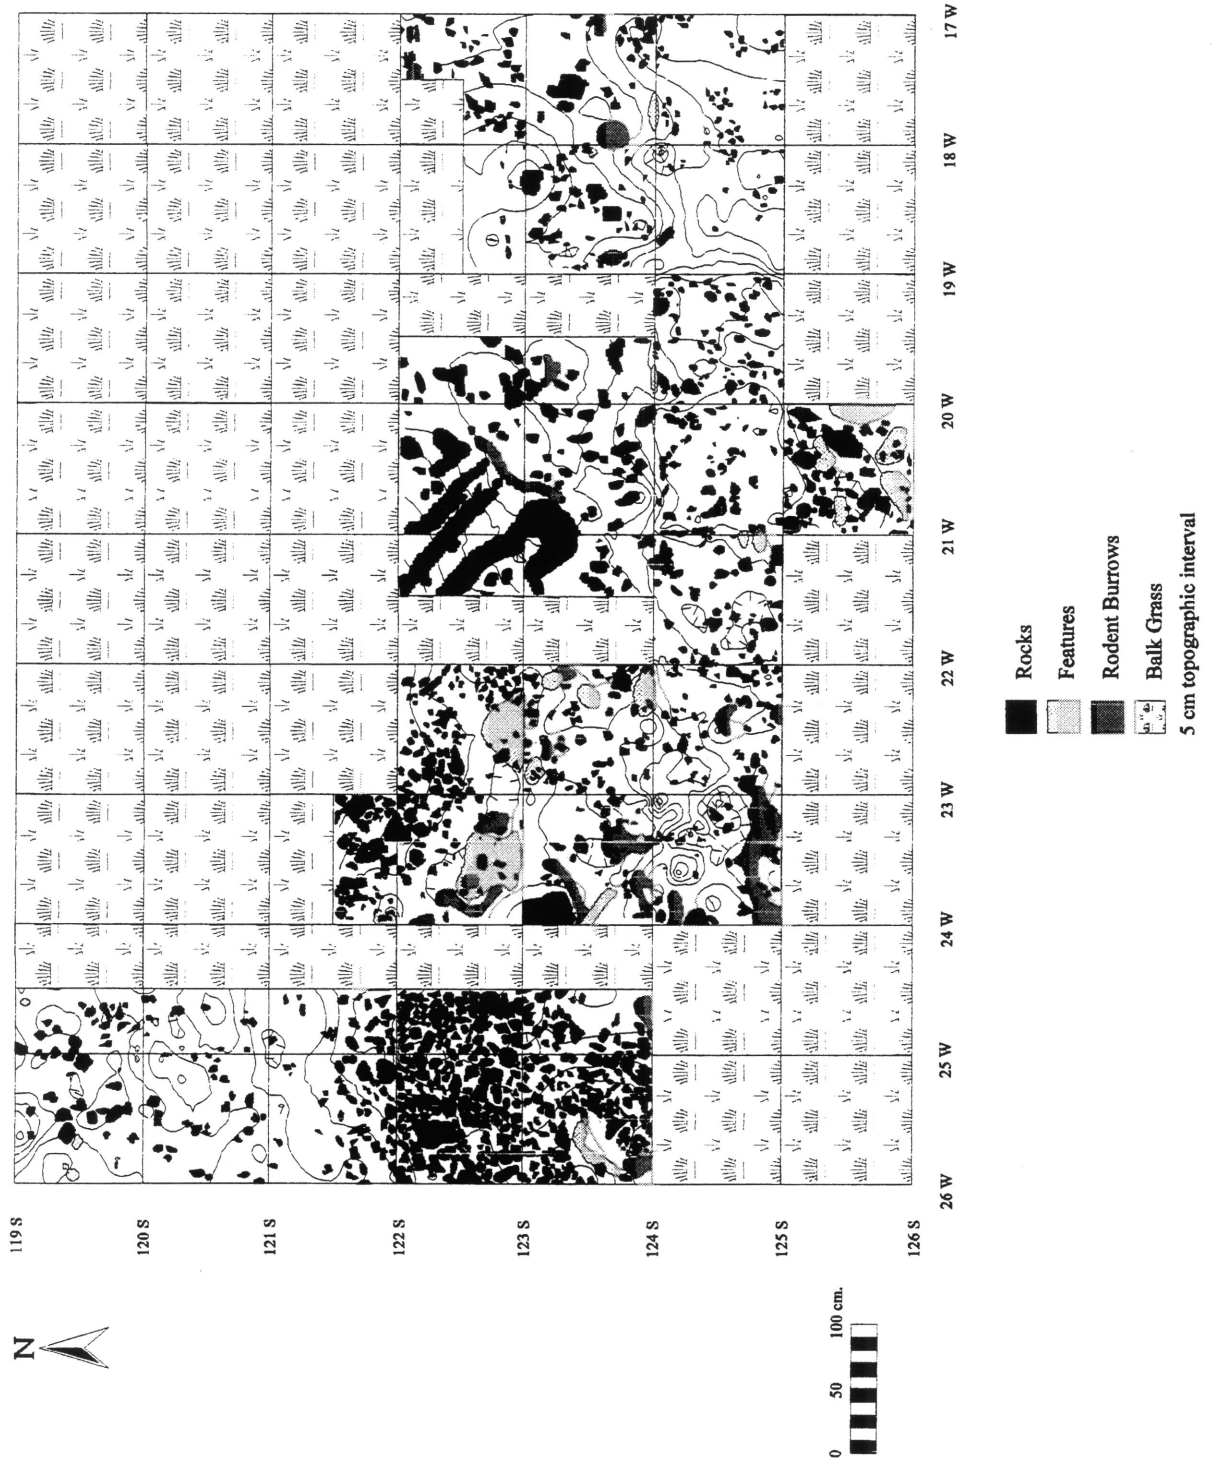 17 W
18 W
19 W
20 W
21 W
22 W
23 W
24 W
25 W
26 W
119 S
120 S
121 S
122 S
123 S
124 S
125 S
126 S
N
0 50 100 cm.
Rocks
Features
Rodent Burrows
Balk Grass
5 cm topographic interval